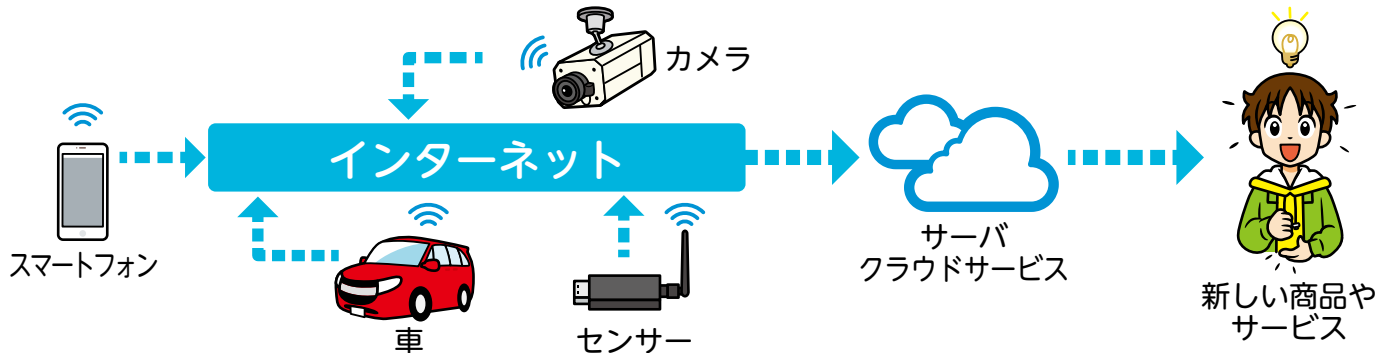 カメラ
インターネット
スマートフォン
車
センサー
サーバ
クラウドサービス
新しい商品や
サービス